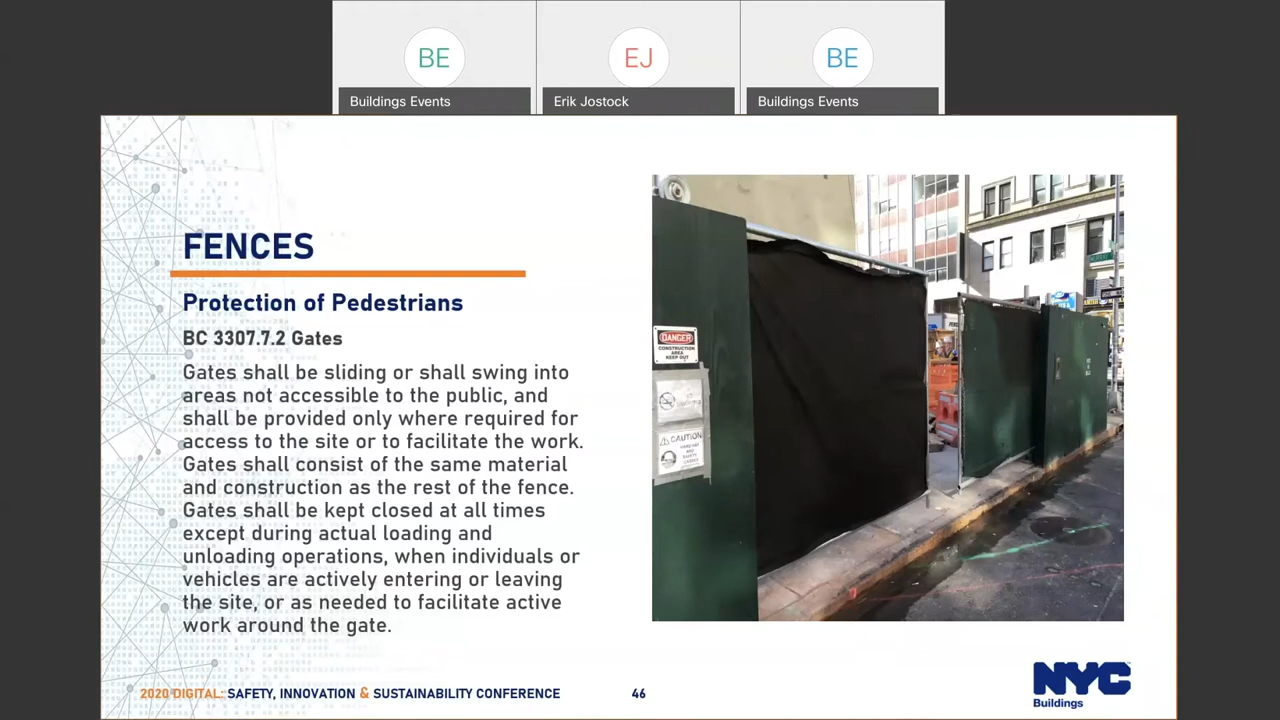 BE
EJ
BE
Buildings Events
Erik Jostock
Buildings Events
FENCES
Protection of Pedestrians
BC 3307.7.2 Gates
Gates shall be sliding or shall swing into
areas not accessible to the public, and
shall be provided only where required for
access to the site or to facilitate the work.
Gates shall consist of the same material
and construction as the rest of the fence.
Gates shall be kept closed at all times
except during actual loading and
unloading operations, when individuals or
vehicles are actively entering or leaving
the site, or as needed to facilitate active
work around the gate.
DANGER
CONSTRUCTION
AREA
KEEP OUT
CAUTION
2020 DIGITAL: SAFETY, INNOVATION & SUSTAINABILITY CONFERENCE
46
NYC
Buildings